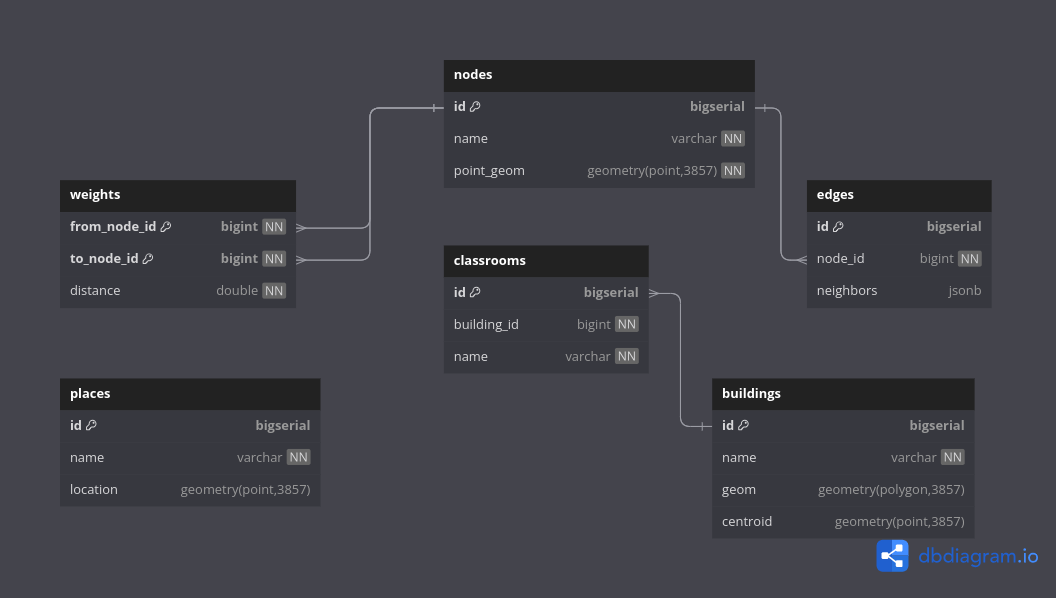 nodes
id bigserial
name varchar NN
point_geom geometry(point,3857) NN
weights
from_node_id bigint NN
to_node_id bigint NN
distance double NN
edges
id bigserial
node_id bigint NN
neighbors jsonb
classrooms
id bigserial
building_id bigint NN
name varchar NN
places
id bigserial
name varchar NN
location geometry(point,3857)
buildings
id bigserial
name varchar NN
geom geometry(polygon,3857)
centroid geometry(point,3857)
dbdiagram.io